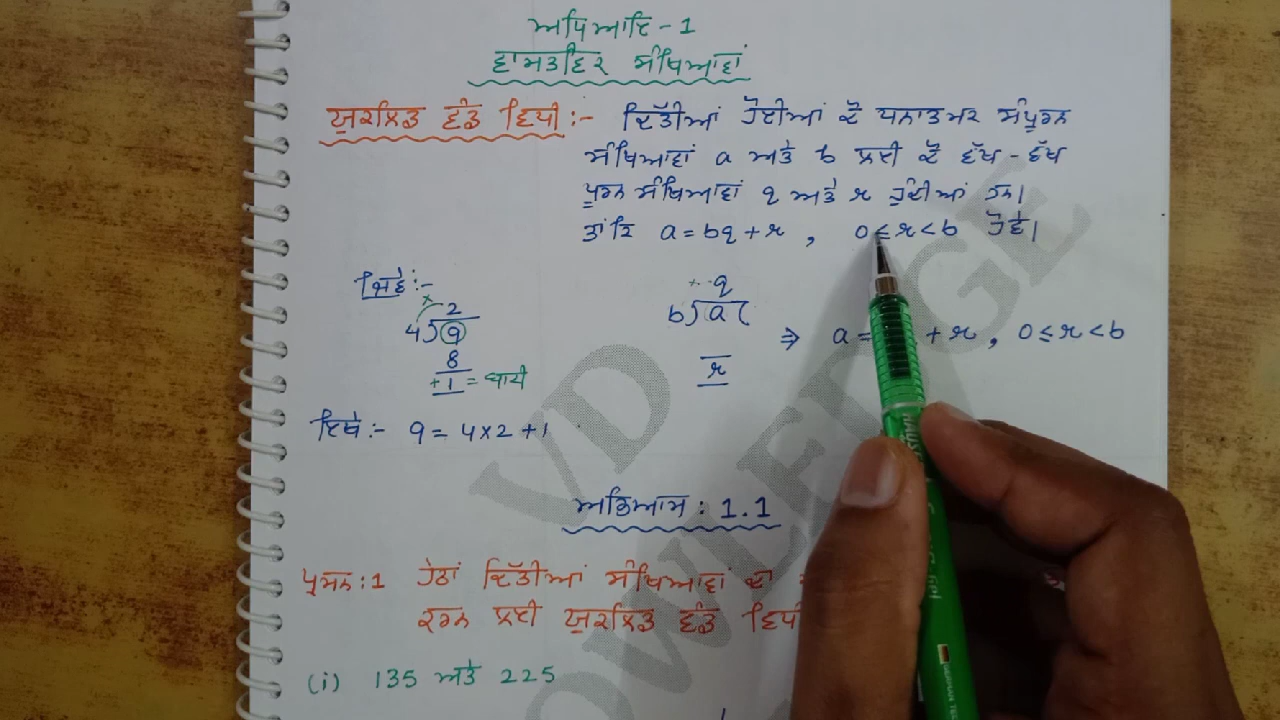 ਅਧਿਆਇ-1
ਵਾਸਤਵਿਕ ਸੰਖਿਆਵਾਂ
ਯੂਕਲਿਡ ਵੰਡ ਵਿਧੀ :- ਦਿੱਤੀਆਂ ਹੋਈਆਂ ਦੋ ਧਨਾਤਮਕ ਸੰਪੂਰਨ
ਸੰਖਿਆਵਾਂ a ਅਤੇ b ਲਈ ਦੋ ਵੱਖ-ਵੱਖ
ਪੂਰਨ ਸੰਖਿਆਵਾਂ q ਅਤੇ r ਹੁੰਦੀਆਂ ਹਨ।
ਤਾਂਕਿ a = bq + r , 0 ≤ r < b ਹੋਵੇ।
ਜਿਵੇਂ :-
×
2
4 9
8
+ 1 = ਬਾਕੀ
q
b a
r
⇒ a = + r , 0 ≤ r < b
ਇੱਥੇ :- 9 = 4 × 2 + 1
ਅਭਿਆਸ : 1.1
ਪ੍ਰਸ਼ਨ : 1 ਹੇਠਾਂ ਦਿੱਤੀਆਂ ਸੰਖਿਆਵਾਂ ਦਾ
ਕਰਨ ਲਈ ਯੂਕਲਿਡ ਵੰਡ ਵਿਧੀ
(i) 135 ਅਤੇ 225
VD